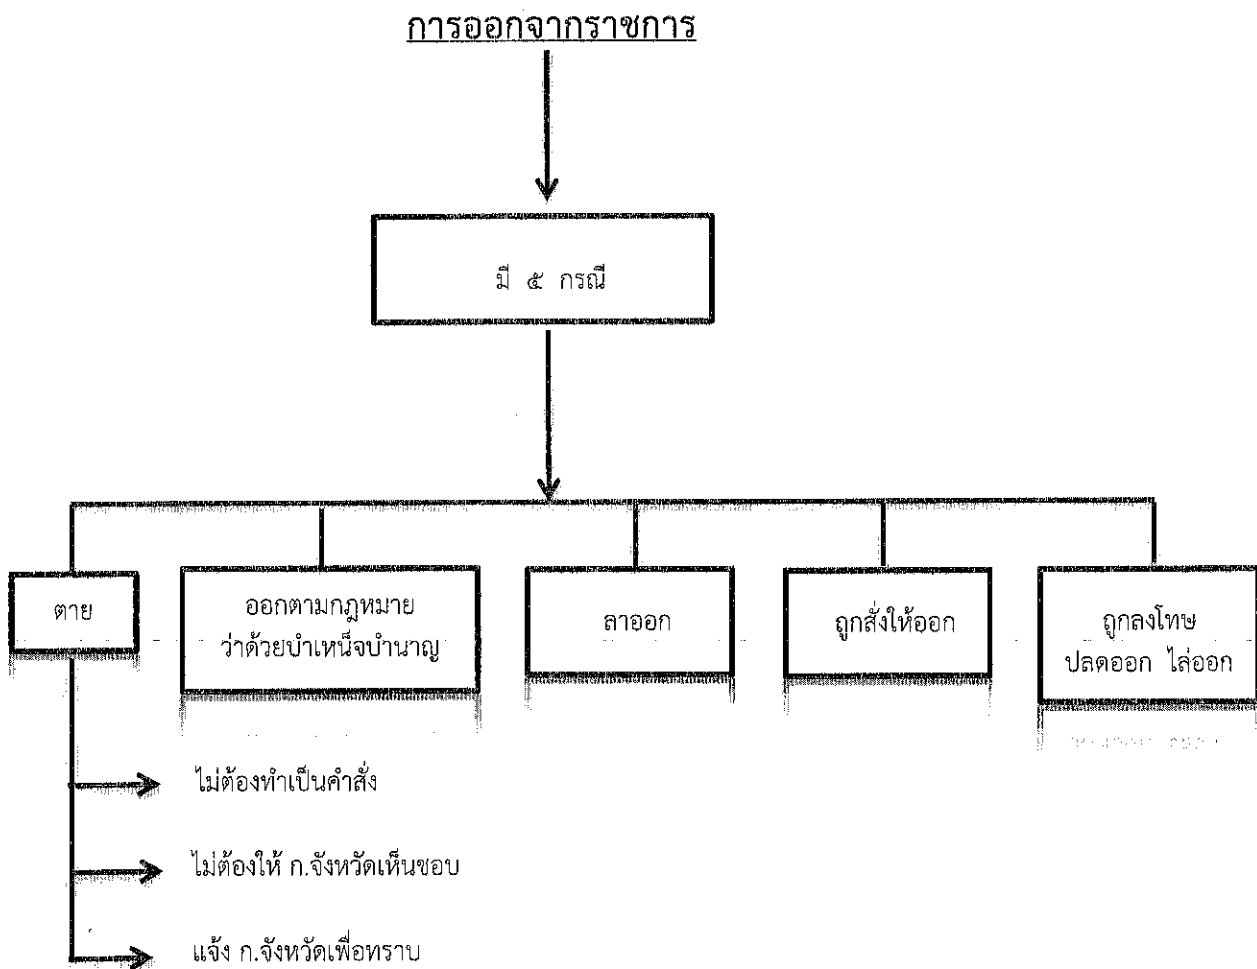 การออกจากราชการ
มี ๕ กรณี
ตาย
ออกตามกฎหมาย
ว่าด้วยบำเหน็จบำนาญ
ลาออก
ถูกสั่งให้ออก
ถูกลงโทษ
ปลดออก ไล่ออก
ไม่ต้องทำเป็นคำสั่ง
ไม่ต้องให้ ก.จังหวัดเห็นชอบ
แจ้ง ก.จังหวัดเพื่อทราบ